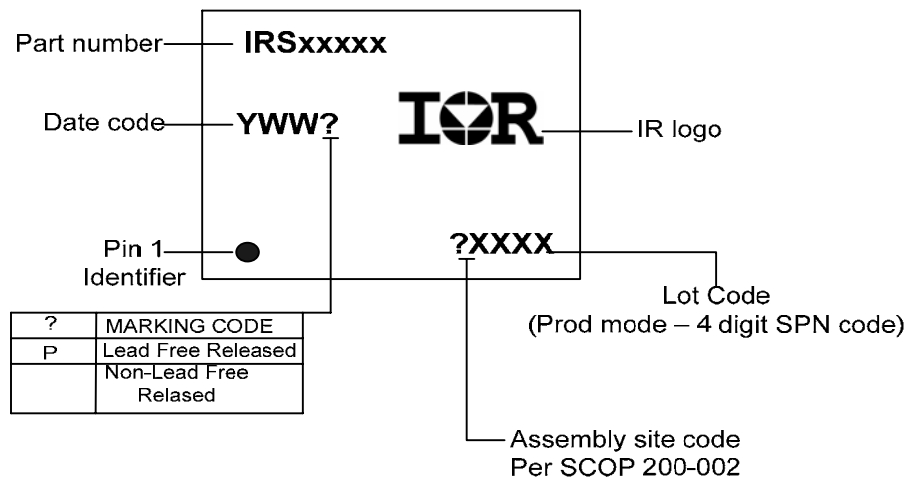 Part number
IRSxxxxx
Date code
YWW?
IOR
IR logo
Pin 1
Identifier
?XXXX
Lot Code
(Prod mode – 4 digit SPN code)
? MARKING CODE
P Lead Free Released
Non-Lead Free
Relased
Assembly site code
Per SCOP 200-002